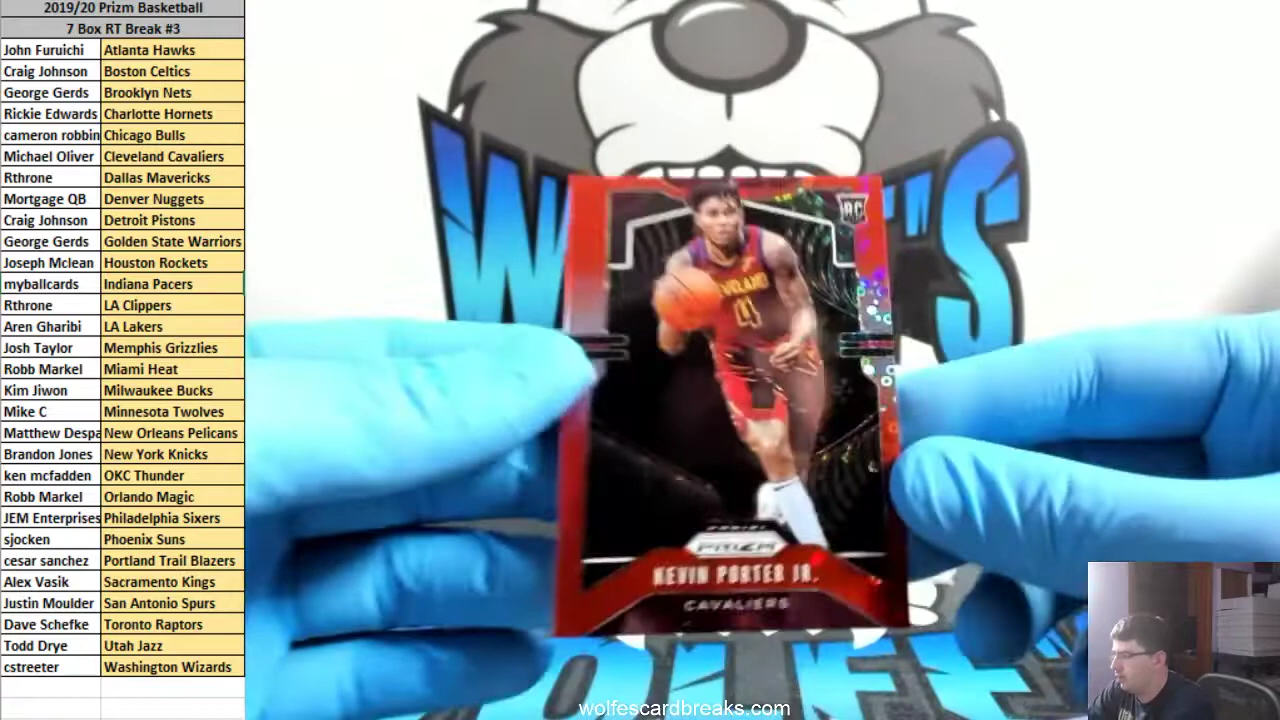 2019/20 Prizm Basketball
7 Box RT Break #3
John Furuichi Atlanta Hawks
Craig Johnson Boston Celtics
George Gerds Brooklyn Nets
Rickie Edwards Charlotte Hornets
cameron robbin Chicago Bulls
Michael Oliver Cleveland Cavaliers
Rthrone Dallas Mavericks
Mortgage QB Denver Nuggets
Craig Johnson Detroit Pistons
George Gerds Golden State Warriors
Joseph Mclean Houston Rockets
myballcards Indiana Pacers
Rthrone LA Clippers
Aren Gharibi LA Lakers
Josh Taylor Memphis Grizzlies
Robb Markel Miami Heat
Kim Jiwon Milwaukee Bucks
Mike C Minnesota Twolves
Matthew Despa New Orleans Pelicans
Brandon Jones New York Knicks
ken mcfadden OKC Thunder
Robb Markel Orlando Magic
JEM Enterprises Philadelphia Sixers
sjocken Phoenix Suns
cesar sanchez Portland Trail Blazers
Alex Vasik Sacramento Kings
Justin Moulder San Antonio Spurs
Dave Schefke Toronto Raptors
Todd Drye Utah Jazz
cstreeter Washington Wizards
RC
PANINI
PRIZM
KEVIN PORTER JR.
CAVALIERS
wolfescardbreaks.com